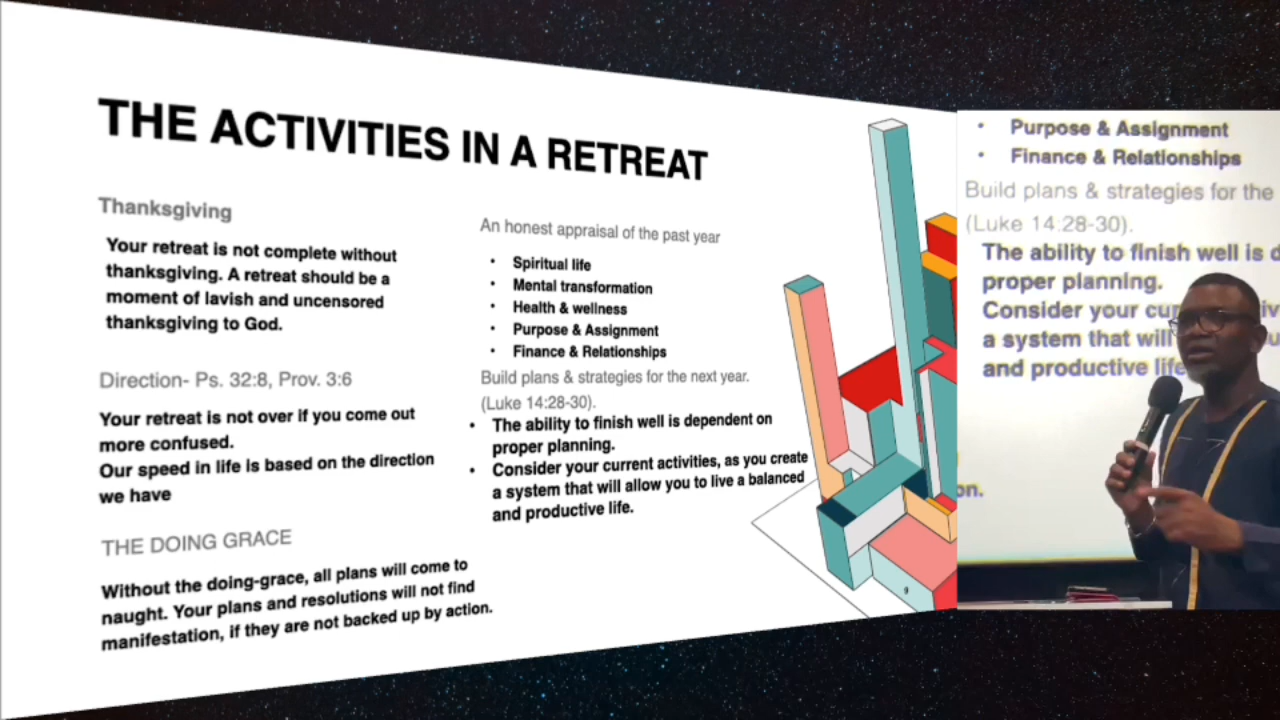 THE ACTIVITIES IN A RETREAT
Thanksgiving
Your retreat is not complete without
thanksgiving. A retreat should be a
moment of lavish and uncensored
thanksgiving to God.
Direction- Ps. 32:8, Prov. 3:6
Your retreat is not over if you come out
more confused.
Our speed in life is based on the direction
we have
THE DOING GRACE
Without the doing-grace, all plans will come to
naught. Your plans and resolutions will not find
manifestation, if they are not backed up by action.
An honest appraisal of the past year
• Spiritual life
• Mental transformation
• Health & wellness
• Purpose & Assignment
• Finance & Relationships
Build plans & strategies for the next year.
(Luke 14:28-30).
• The ability to finish well is dependent on
proper planning.
• Consider your current activities, as you create
a system that will allow you to live a balanced
and productive life.
9
• Purpose & Assignment
• Finance & Relationships
Build plans & strategies for the
(Luke 14:28-30).
The ability to finish well is d
proper planning.
Consider your cu
a system that will
and productive life
on.